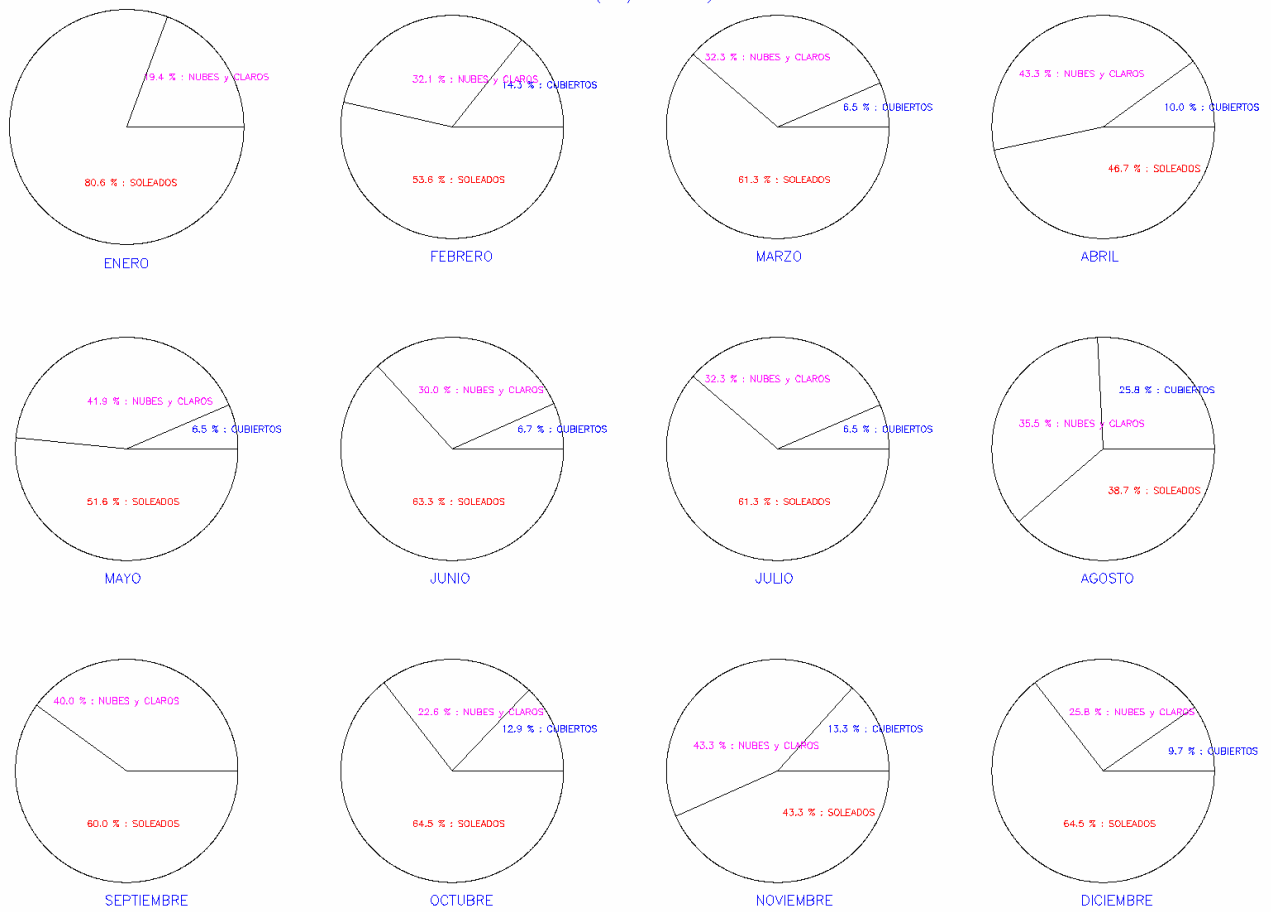 19.4 % : NUBES y CLAROS
80.6 % : SOLEADOS
ENERO
32.1 % : NUBES y CLAROS
14.3 % : CUBIERTOS
53.6 % : SOLEADOS
FEBRERO
32.3 % : NUBES y CLAROS
6.5 % : CUBIERTOS
61.3 % : SOLEADOS
MARZO
43.3 % : NUBES y CLAROS
10.0 % : CUBIERTOS
46.7 % : SOLEADOS
ABRIL
41.9 % : NUBES y CLAROS
6.5 % : CUBIERTOS
51.6 % : SOLEADOS
MAYO
30.0 % : NUBES y CLAROS
6.7 % : CUBIERTOS
63.3 % : SOLEADOS
JUNIO
32.3 % : NUBES y CLAROS
6.5 % : CUBIERTOS
61.3 % : SOLEADOS
JULIO
25.8 % : CUBIERTOS
35.5 % : NUBES y CLAROS
38.7 % : SOLEADOS
AGOSTO
40.0 % : NUBES y CLAROS
60.0 % : SOLEADOS
SEPTIEMBRE
22.6 % : NUBES y CLAROS
12.9 % : CUBIERTOS
64.5 % : SOLEADOS
OCTUBRE
13.3 % : CUBIERTOS
43.3 % : NUBES y CLAROS
43.3 % : SOLEADOS
NOVIEMBRE
25.8 % : NUBES y CLAROS
9.7 % : CUBIERTOS
64.5 % : SOLEADOS
DICIEMBRE